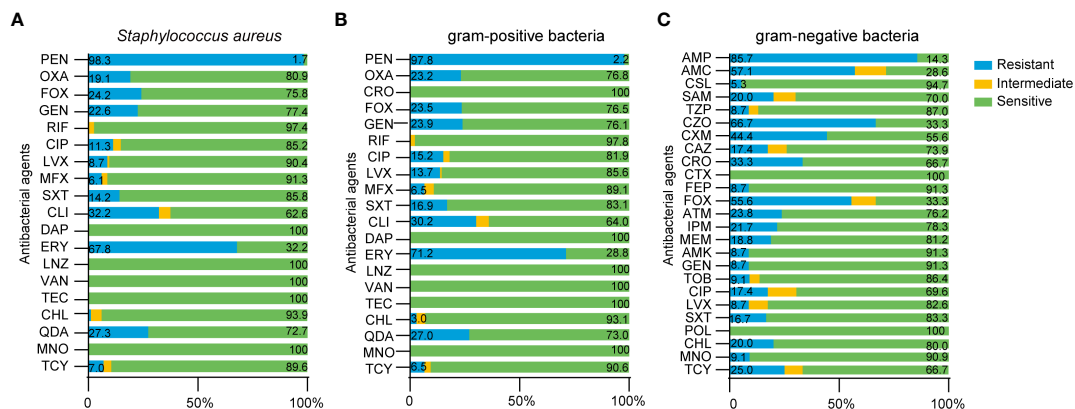 A
Staphylococcus aureus
Antibacterial agents
PEN 98.3 1.7
OXA 19.1 80.9
FOX 24.2 75.8
GEN 22.6 77.4
RIF 97.4
CIP 11.3 85.2
LVX 8.7 90.4
MFX 6.1 91.3
SXT 14.2 85.8
CLI 32.2 62.6
DAP 100
ERY 67.8 32.2
LNZ 100
VAN 100
TEC 100
CHL 93.9
QDA 27.3 72.7
MNO 100
TCY 7.0 89.6
0 50% 100%
B
gram-positive bacteria
Antibacterial agents
PEN 97.8 2.2
OXA 23.2 76.8
CRO 100
FOX 23.5 76.5
GEN 23.9 76.1
RIF 97.8
CIP 15.2 81.9
LVX 13.7 85.6
MFX 6.5 89.1
SXT 16.9 83.1
CLI 30.2 64.0
DAP 100
ERY 71.2 28.8
LNZ 100
VAN 100
TEC 100
CHL 3.0 93.1
QDA 27.0 73.0
MNO 100
TCY 6.5 90.6
0 50% 100%
C
gram-negative bacteria
Antibacterial agents
AMP 85.7 14.3
AMC 57.1 28.6
CSL 5.3 94.7
SAM 20.0 70.0
TZP 8.7 87.0
CZO 66.7 33.3
CXM 44.4 55.6
CAZ 17.4 73.9
CRO 33.3 66.7
CTX 100
FEP 8.7 91.3
FOX 55.6 33.3
ATM 23.8 76.2
IPM 21.7 78.3
MEM 18.8 81.2
AMK 8.7 91.3
GEN 8.7 91.3
TOB 9.1 86.4
CIP 17.4 69.6
LVX 8.7 82.6
SXT 16.7 83.3
POL 100
CHL 20.0 80.0
MNO 9.1 90.9
TCY 25.0 66.7
0 50% 100%
Resistant
Intermediate
Sensitive